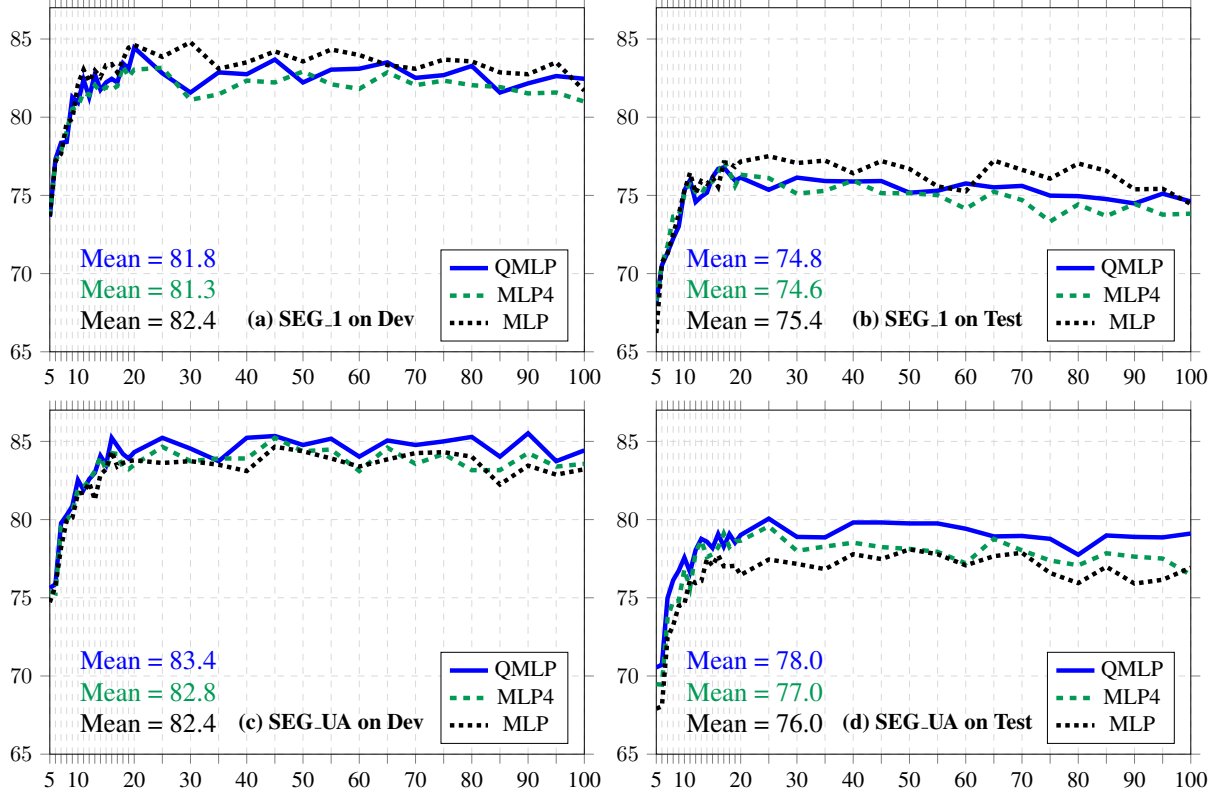 85
80
75
70
65
Mean = 81.8
Mean = 81.3
Mean = 82.4
(a) SEG_1 on Dev
QMLP
MLP4
MLP
5 10 20 30 40 50 60 70 80 90 100
85
80
75
70
65
Mean = 74.8
Mean = 74.6
Mean = 75.4
(b) SEG_1 on Test
QMLP
MLP4
MLP
5 10 20 30 40 50 60 70 80 90 100
85
80
75
70
65
Mean = 83.4
Mean = 82.8
Mean = 82.4
(c) SEG_UA on Dev
QMLP
MLP4
MLP
5 10 20 30 40 50 60 70 80 90 100
85
80
75
70
65
Mean = 78.0
Mean = 77.0
Mean = 76.0
(d) SEG_UA on Test
QMLP
MLP4
MLP
5 10 20 30 40 50 60 70 80 90 100